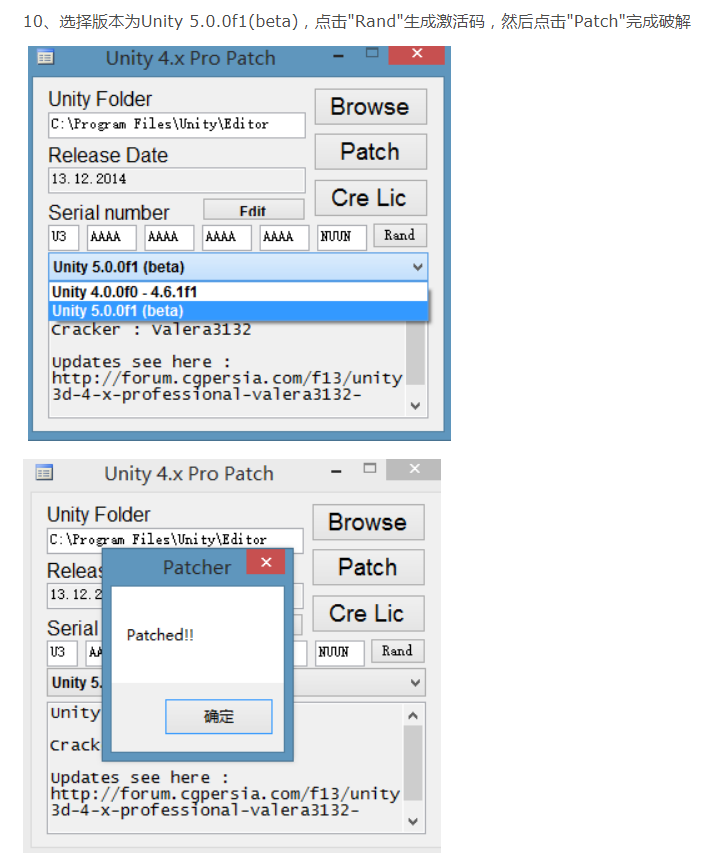 10、选择版本为Unity 5.0.0f1(beta)，点击"Rand"生成激活码，然后点击"Patch"完成破解
Unity 4.x Pro Patch
Unity Folder
Browse
C:\Program Files\Unity\Editor
Release Date
Patch
13.12.2014
Serial number
Edit
Cre Lic
U3 AAAA AAAA AAAA AAAA NUUN Rand
Unity 5.0.0f1 (beta)
Unity 4.0.0f0 - 4.6.1f1
Unity 5.0.0f1 (beta)
Cracker : Valera3132
Updates see here :
http://forum.cgpersia.com/f13/unity
3d-4-x-professional-valera3132-
Unity 4.x Pro Patch
Unity Folder
Browse
C:\Program Files\Unity\Editor
Patcher
Releas
Patch
13.12.2
Patched!!
Serial
Cre Lic
U3 AA NUUN Rand
Unity 5.
Unity
确定
Crack
Updates see here :
http://forum.cgpersia.com/f13/unity
3d-4-x-professional-valera3132-